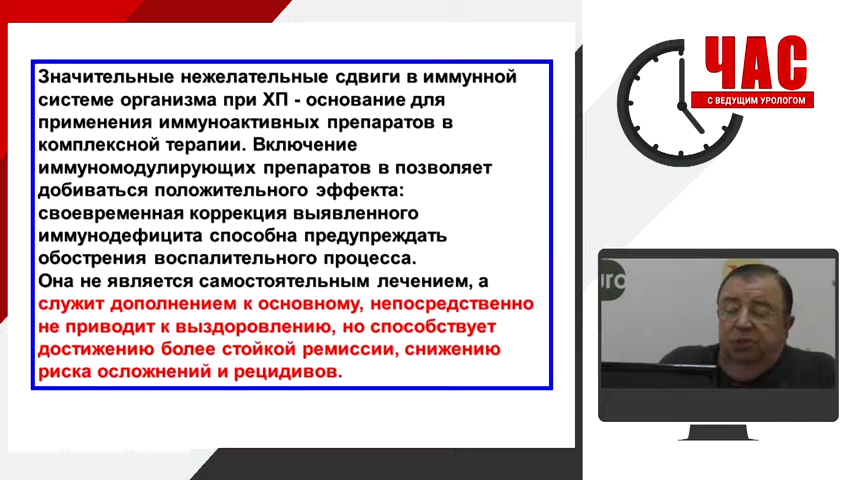 Значительные нежелательные сдвиги в иммунной
системе организма при ХП - основание для
применения иммуноактивных препаратов в
комплексной терапии. Включение
иммуномодулирующих препаратов в позволяет
добиваться положительного эффекта:
своевременная коррекция выявленного
иммунодефицита способна предупреждать
обострения воспалительного процесса.
Она не является самостоятельным лечением, а
служит дополнением к основному, непосредственно
не приводит к выздоровлению, но способствует
достижению более стойкой ремиссии, снижению
риска осложнений и рецидивов.
ЧАС
С ВЕДУЩИМ УРОЛОГОМ